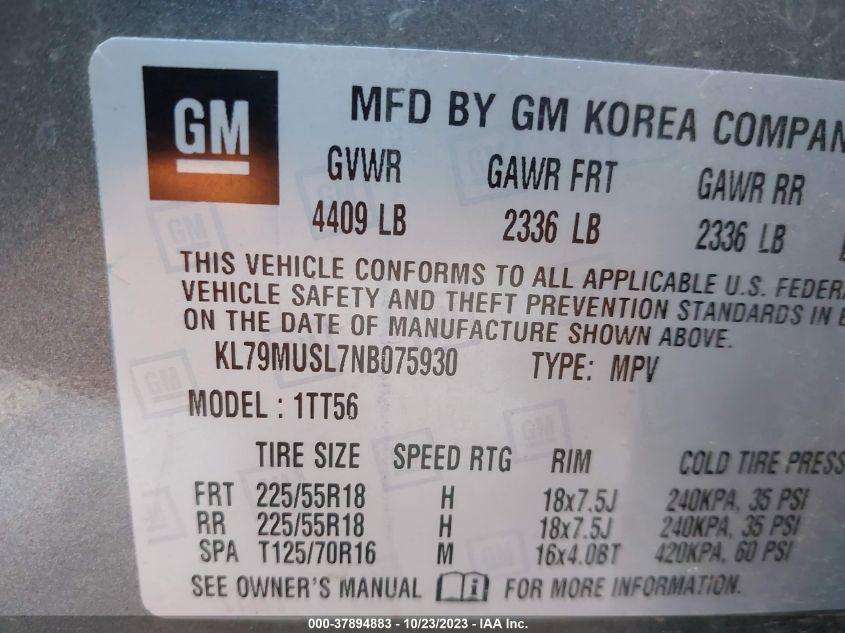 GM
MFD BY GM KOREA COMPAN
GVWR GAWR FRT GAWR RR
4409 LB 2336 LB 2336 LB
THIS VEHICLE CONFORMS TO ALL APPLICABLE U.S. FEDERA
VEHICLE SAFETY AND THEFT PREVENTION STANDARDS IN E
ON THE DATE OF MANUFACTURE SHOWN ABOVE.
KL79MUSL7NB075930 TYPE: MPV
MODEL : 1TT56
TIRE SIZE SPEED RTG RIM COLD TIRE PRESS
FRT 225/55R18 H 18x7.5J 240KPA, 35 PSI
RR 225/55R18 H 18x7.5J 240KPA, 35 PSI
SPA T125/70R16 M 16x4.0BT 420KPA, 60 PSI
SEE OWNER'S MANUAL i FOR MORE INFORMATION.
000-37894883 - 10/23/2023 - IAA Inc.